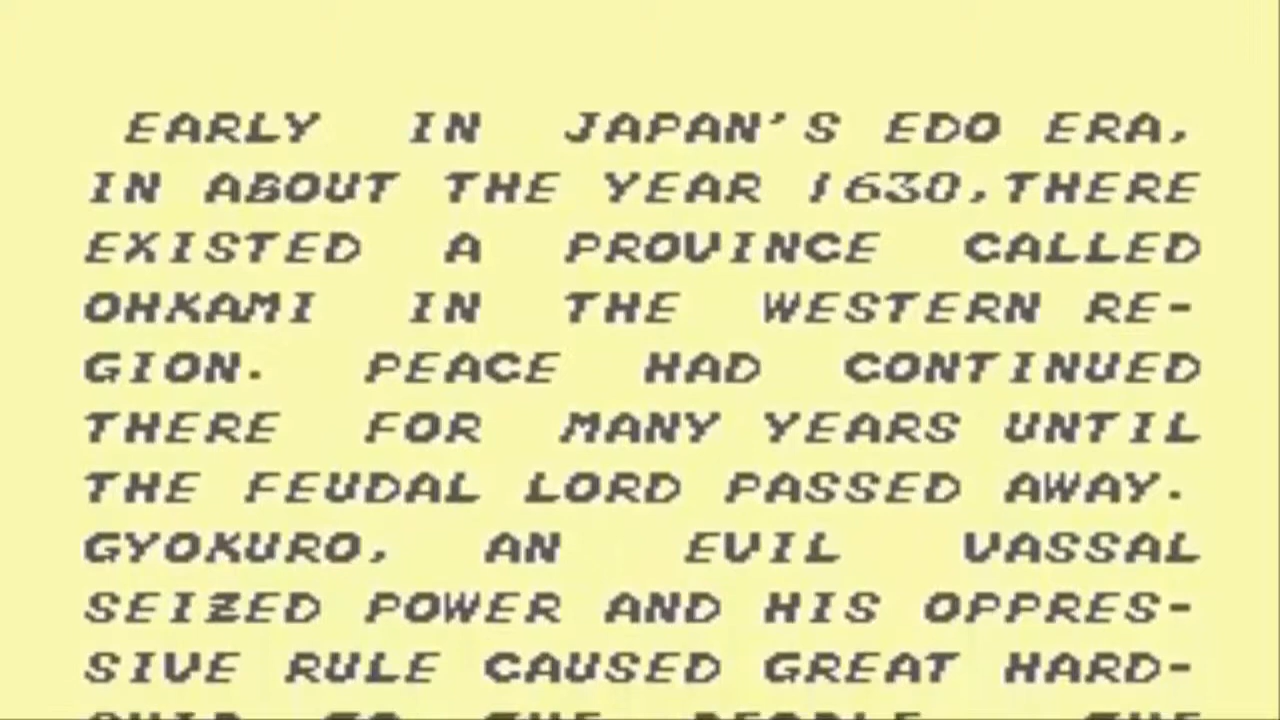 EARLY IN JAPAN'S EDO ERA,
IN ABOUT THE YEAR 1630,THERE
EXISTED A PROVINCE CALLED
OHKAMI IN THE WESTERN RE-
GION. PEACE HAD CONTINUED
THERE FOR MANY YEARS UNTIL
THE FEUDAL LORD PASSED AWAY.
GYOKURO, AN EVIL VASSAL
SEIZED POWER AND HIS OPPRES-
SIVE RULE CAUSED GREAT HARD-